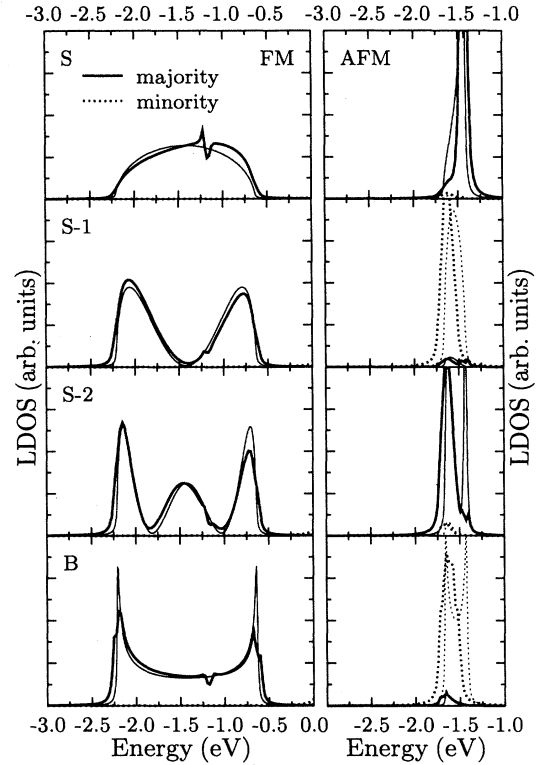 -3.0 -2.5 -2.0 -1.5 -1.0 -0.5 -3.0 -2.5 -2.0 -1.5 -1.0
S FM AFM
majority
minority
S-1
LDOS (arb. units)
LDOS (arb. units)
S-2
B
-3.0 -2.5 -2.0 -1.5 -1.0 -0.5 0.0 -2.5 -2.0 -1.5 -1.0
Energy (eV) Energy (eV)